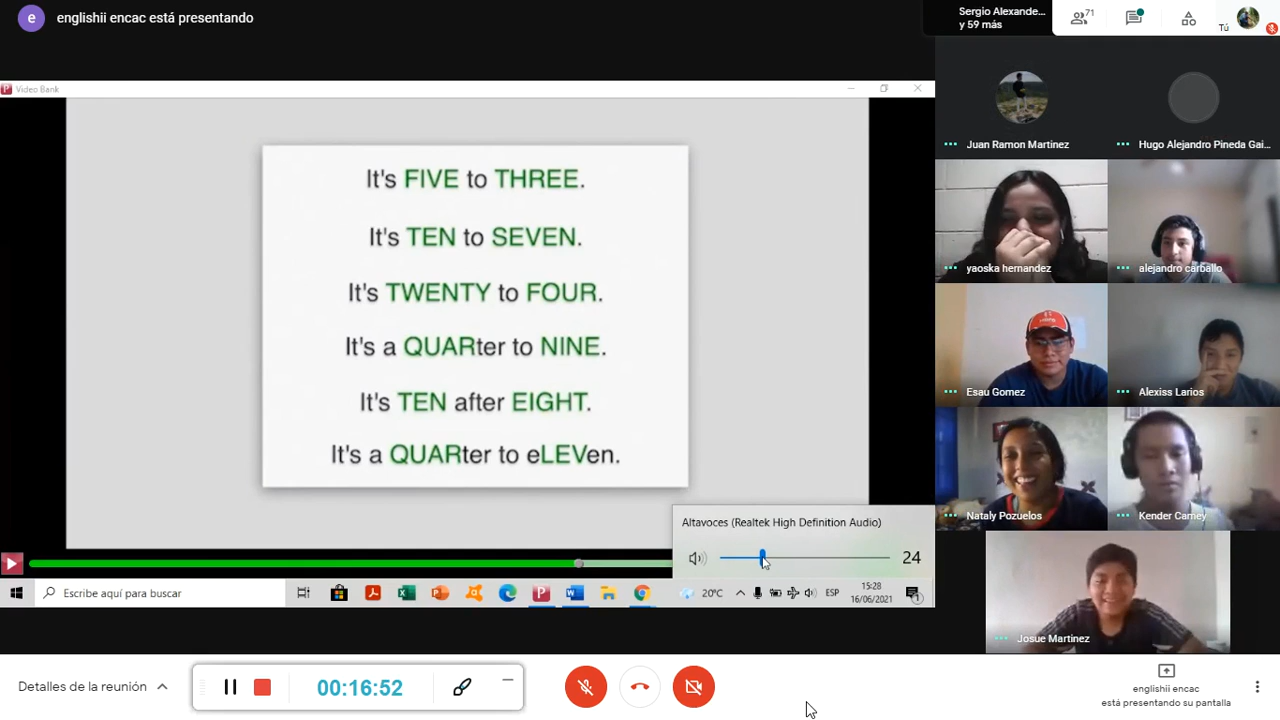 e englishii encac está presentando
Sergio Alexande...
y 59 más
71
Tú
Video Bank
It's FIVE to THREE.
It's TEN to SEVEN.
It's TWENTY to FOUR.
It's a QUARter to NINE.
It's TEN after EIGHT.
It's a QUARter to eLEVen.
Altavoces (Realtek High Definition Audio)
24
Escribe aquí para buscar
20°C
ESP
15:28
16/06/2021
1
Juan Ramon Martinez
Hugo Alejandro Pineda Gai...
yaoska hernandez
alejandro carballo
Esau Gomez
Alexiss Larios
Nataly Pozuelos
Kender Carney
Josue Martinez
Detalles de la reunión
00:16:52
englishii encac
está presentando su pantalla